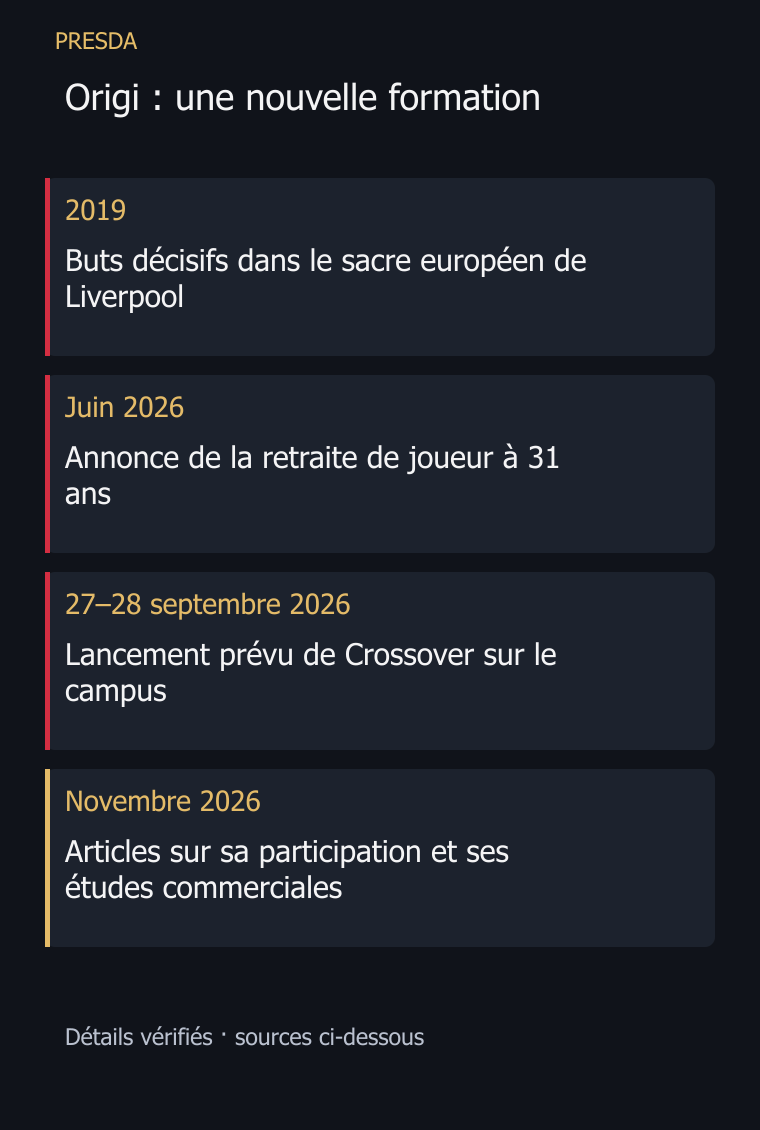 PRESDA
Origi : une nouvelle formation
2019
Buts décisifs dans le sacre européen de
Liverpool
Juin 2026
Annonce de la retraite de joueur à 31
ans
27–28 septembre 2026
Lancement prévu de Crossover sur le
campus
Novembre 2026
Articles sur sa participation et ses
études commerciales
Détails vérifiés · sources ci-dessous